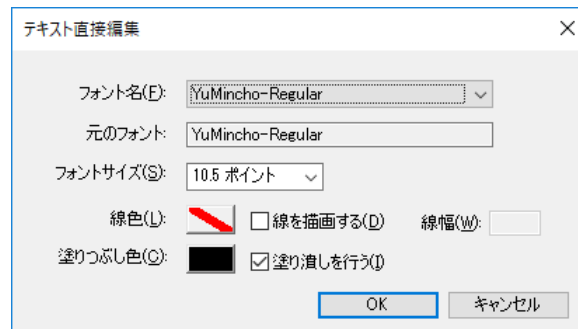 テキスト直接編集
フォント名(F): YuMincho-Regular
元のフォント: YuMincho-Regular
フォントサイズ(S): 10.5 ポイント
線色(L): 線を描画する(D) 線幅(W):
塗りつぶし色(C): 塗り潰しを行う(I)
OK キャンセル